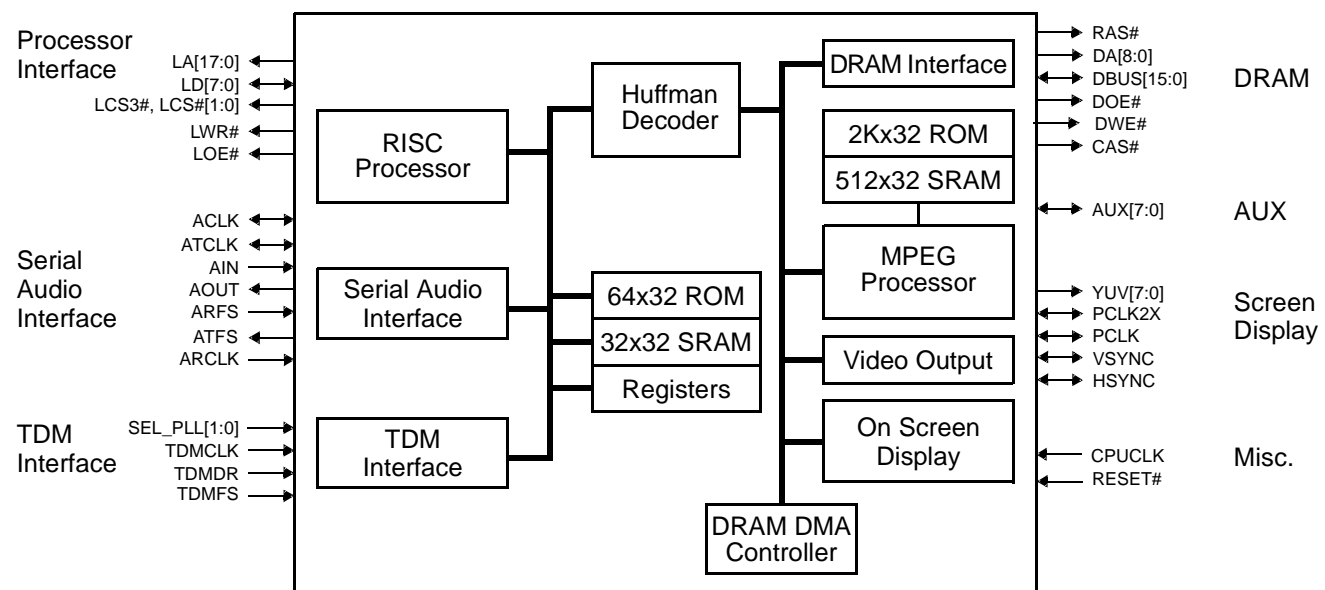 Processor
Interface
LA[17:0]
LD[7:0]
LCS3#, LCS#[1:0]
LWR#
LOE#
Serial
Audio
Interface
ACLK
ATCLK
AIN
AOUT
ARFS
ATFS
ARCLK
TDM
Interface
SEL_PLL[1:0]
TDMCLK
TDMDR
TDMFS
RISC
Processor
Serial Audio
Interface
TDM
Interface
Huffman
Decoder
64x32 ROM
32x32 SRAM
Registers
DRAM Interface
2Kx32 ROM
512x32 SRAM
MPEG
Processor
Video Output
On Screen
Display
DRAM DMA
Controller
RAS#
DA[8:0]
DBUS[15:0]
DOE#
DWE#
CAS#
DRAM
AUX[7:0]
AUX
YUV[7:0]
PCLK2X
PCLK
VSYNC
HSYNC
Screen
Display
CPUCLK
RESET#
Misc.